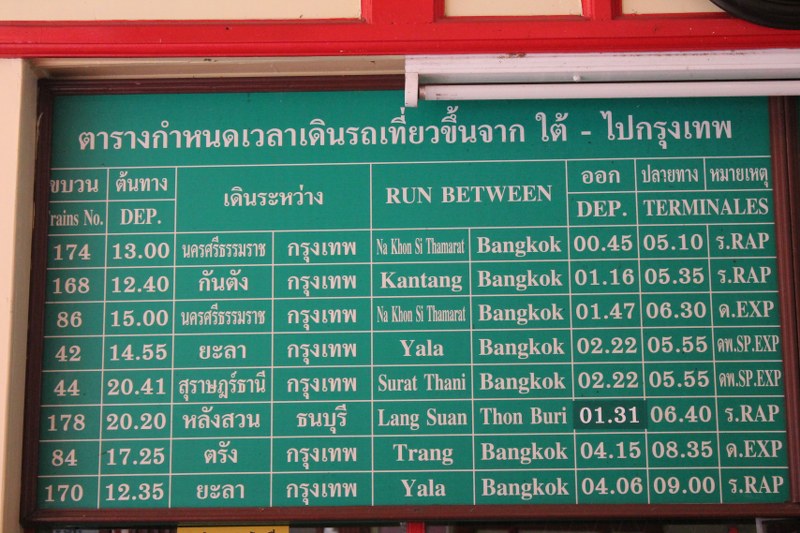 ตารางกำหนดเวลาเดินรถเที่ยวขึ้นจาก ใต้ - ไปกรุงเทพ
ขบวน ต้นทาง เดินระหว่าง RUN BETWEEN ออก ปลายทาง หมายเหตุ
Trains No. DEP. DEP. TERMINALES
174 13.00 นครศรีธรรมราช กรุงเทพ Na Khon Si Thamarat Bangkok 00.45 05.10 ร.RAP
168 12.40 กันตัง กรุงเทพ Kantang Bangkok 01.16 05.35 ร.RAP
86 15.00 นครศรีธรรมราช กรุงเทพ Na Khon Si Thamarat Bangkok 01.47 06.30 ด.EXP
42 14.55 ยะลา กรุงเทพ Yala Bangkok 02.22 05.55 ดพ.SP.EXP
44 20.41 สุราษฎร์ธานี กรุงเทพ Surat Thani Bangkok 02.22 05.55 ดพ.SP.EXP
178 20.20 หลังสวน ธนบุรี Lang Suan Thon Buri 01.31 06.40 ร.RAP
84 17.25 ตรัง กรุงเทพ Trang Bangkok 04.15 08.35 ด.EXP
170 12.35 ยะลา กรุงเทพ Yala Bangkok 04.06 09.00 ร.RAP